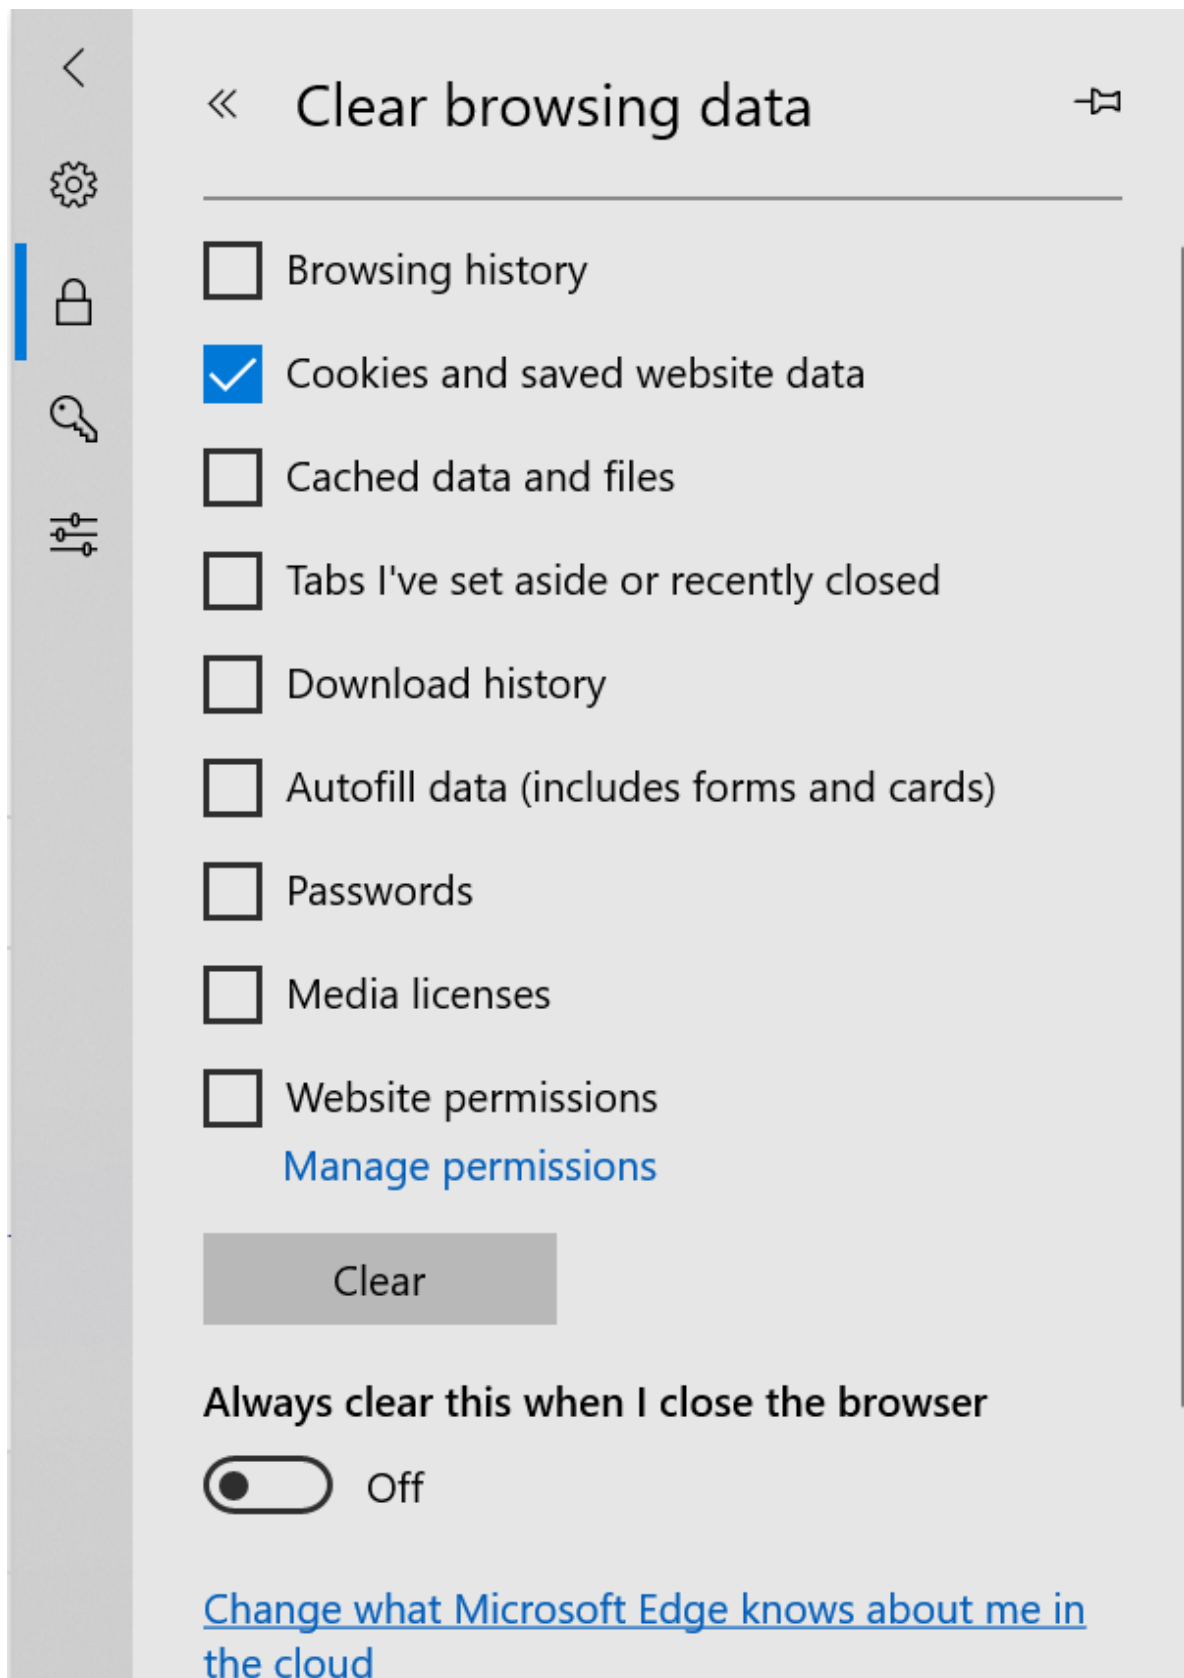 Clear browsing data
Browsing history
Cookies and saved website data
Cached data and files
Tabs I've set aside or recently closed
Download history
Autofill data (includes forms and cards)
Passwords
Media licenses
Website permissions
Manage permissions
Clear
Always clear this when I close the browser
Off
Change what Microsoft Edge knows about me in
the cloud